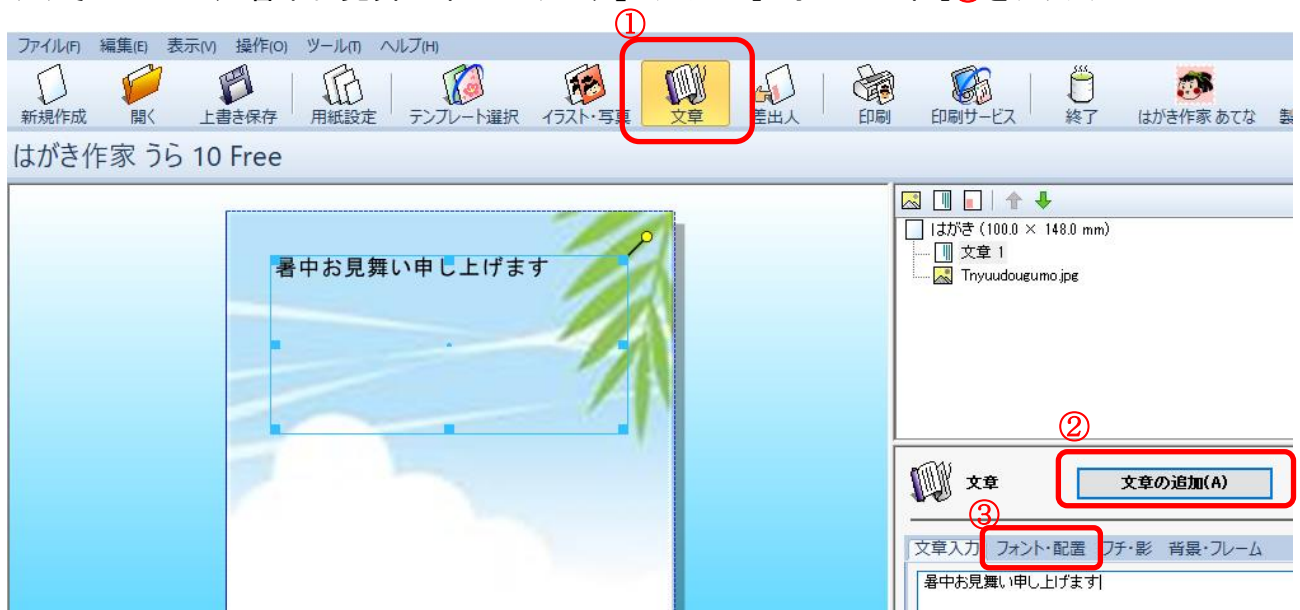 ①
ファイル(F) 編集(E) 表示(V) 操作(O) ツール(T) ヘルプ(H)
新規作成 開く 上書き保存 用紙設定 テンプレート選択 イラスト・写真 文章 差出人 印刷 印刷サービス 終了 はがき作家 あてな 製
はがき作家 うら 10 Free
はがき (100.0 × 148.0 mm)
文章 1
Tnyuudougumo.jpg
暑中お見舞い申し上げます
②
文章 文章の追加(A)
③
文章入力 フォント・配置 フチ・影 背景・フレーム
暑中お見舞い申し上げます